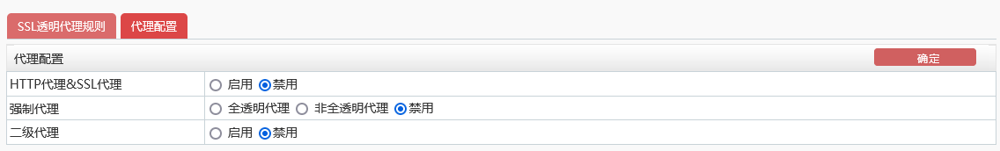 SSL透明代理规则 代理配置
代理配置 确定
HTTP代理&SSL代理 启用 禁用
强制代理 全透明代理 非全透明代理 禁用
二级代理 启用 禁用